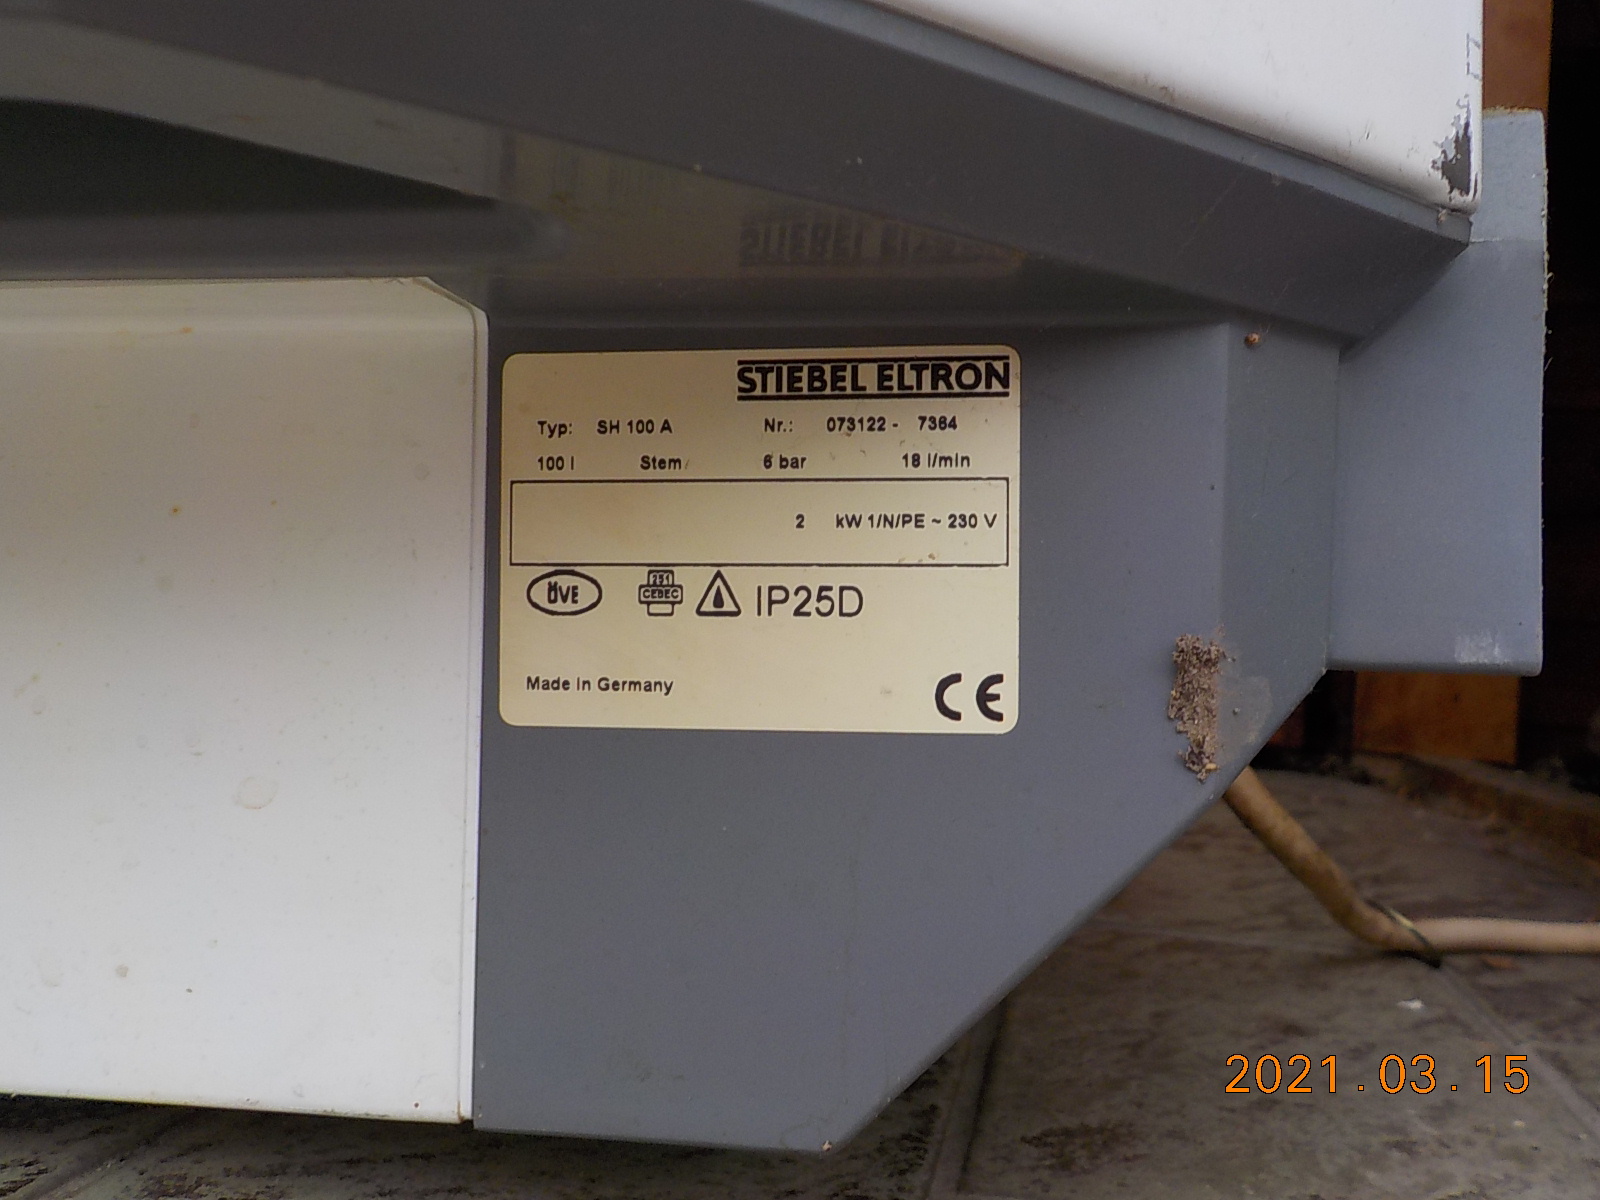 STIEBEL ELTRON
Typ: SH 100 A Nr.: 073122 - 7364
100 l Stem 6 bar 18 l/min
2 kW 1/N/PE ~ 230 V
ÖVE 251 CEBEC IP25D
Made in Germany CE
2021.03.15